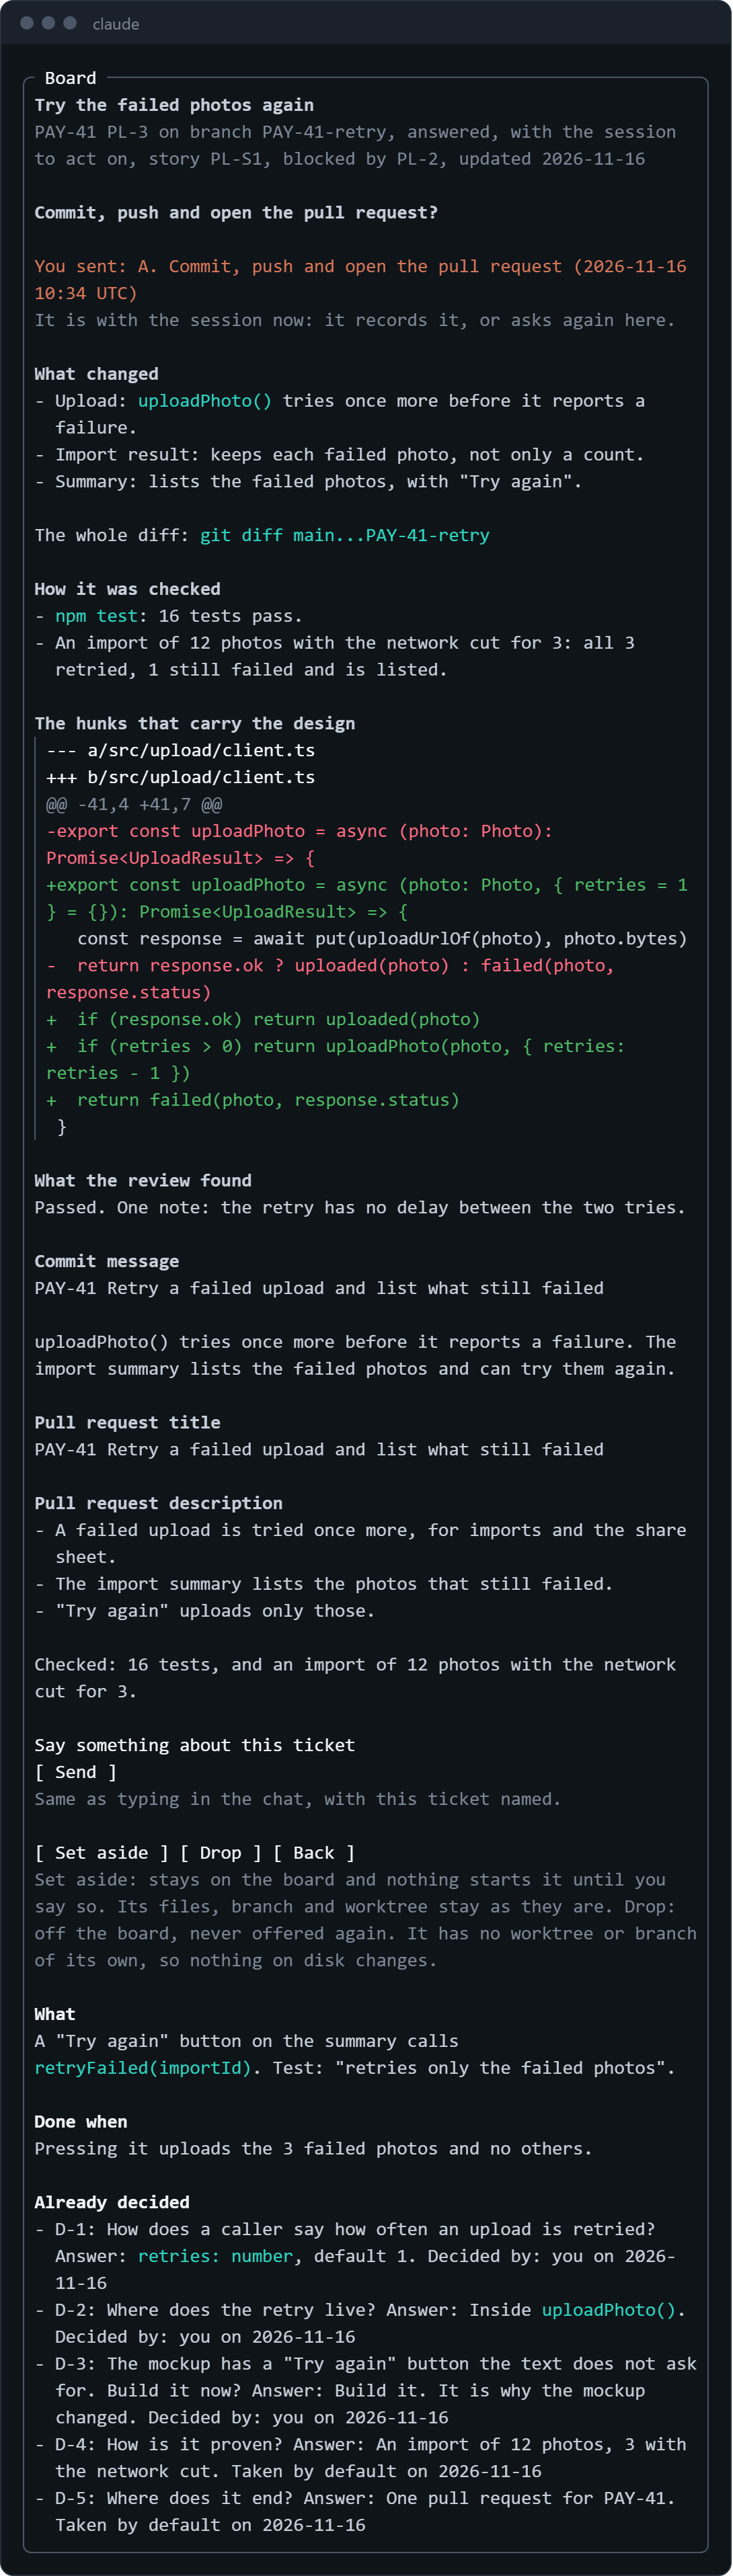 claude
Board
Try the failed photos again
PAY-41 PL-3 on branch PAY-41-retry, answered, with the session
to act on, story PL-S1, blocked by PL-2, updated 2026-11-16
Commit, push and open the pull request?
You sent: A. Commit, push and open the pull request (2026-11-16
10:34 UTC)
It is with the session now: it records it, or asks again here.
What changed
- Upload: uploadPhoto() tries once more before it reports a
failure.
- Import result: keeps each failed photo, not only a count.
- Summary: lists the failed photos, with "Try again".
The whole diff: git diff main...PAY-41-retry
How it was checked
- npm test: 16 tests pass.
- An import of 12 photos with the network cut for 3: all 3
retried, 1 still failed and is listed.
The hunks that carry the design
--- a/src/upload/client.ts
+++ b/src/upload/client.ts
@@ -41,4 +41,7 @@
-export const uploadPhoto = async (photo: Photo):
Promise<UploadResult> => {
+export const uploadPhoto = async (photo: Photo, { retries = 1
} = {}): Promise<UploadResult> => {
const response = await put(uploadUrlOf(photo), photo.bytes)
-  return response.ok ? uploaded(photo) : failed(photo,
response.status)
+  if (response.ok) return uploaded(photo)
+  if (retries > 0) return uploadPhoto(photo, { retries:
retries - 1 })
+  return failed(photo, response.status)
}
What the review found
Passed. One note: the retry has no delay between the two tries.
Commit message
PAY-41 Retry a failed upload and list what still failed
uploadPhoto() tries once more before it reports a failure. The
import summary lists the failed photos and can try them again.
Pull request title
PAY-41 Retry a failed upload and list what still failed
Pull request description
- A failed upload is tried once more, for imports and the share
sheet.
- The import summary lists the photos that still failed.
- "Try again" uploads only those.
Checked: 16 tests, and an import of 12 photos with the network
cut for 3.
Say something about this ticket
[ Send ]
Same as typing in the chat, with this ticket named.
[ Set aside ] [ Drop ] [ Back ]
Set aside: stays on the board and nothing starts it until you
say so. Its files, branch and worktree stay as they are. Drop:
off the board, never offered again. It has no worktree or branch
of its own, so nothing on disk changes.
What
A "Try again" button on the summary calls
retryFailed(importId). Test: "retries only the failed photos".
Done when
Pressing it uploads the 3 failed photos and no others.
Already decided
- D-1: How does a caller say how often an upload is retried?
Answer: retries: number, default 1. Decided by: you on 2026-
11-16
- D-2: Where does the retry live? Answer: Inside uploadPhoto().
Decided by: you on 2026-11-16
- D-3: The mockup has a "Try again" button the text does not ask
for. Build it now? Answer: Build it. It is why the mockup
changed. Decided by: you on 2026-11-16
- D-4: How is it proven? Answer: An import of 12 photos, 3 with
the network cut. Taken by default on 2026-11-16
- D-5: Where does it end? Answer: One pull request for PAY-41.
Taken by default on 2026-11-16